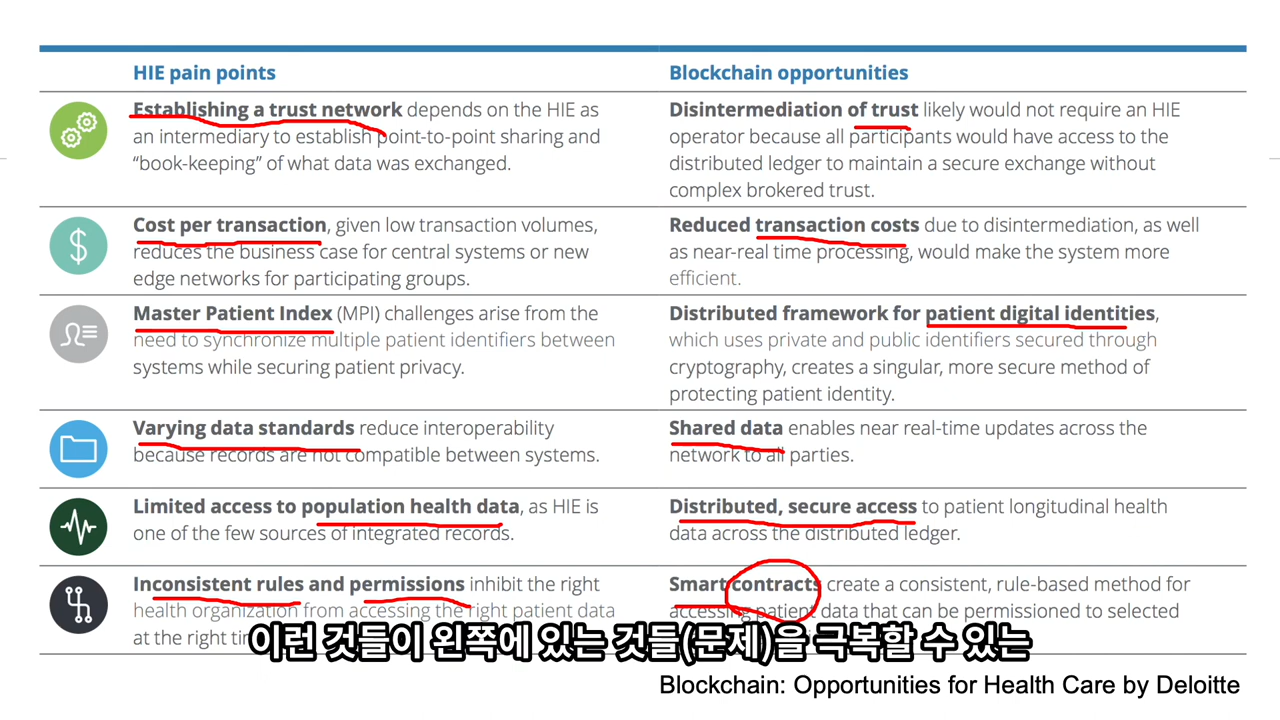 HIE pain points
Blockchain opportunities
Establishing a trust network depends on the HIE as
an intermediary to establish point-to-point sharing and
“book-keeping” of what data was exchanged.
Disintermediation of trust likely would not require an HIE
operator because all participants would have access to the
distributed ledger to maintain a secure exchange without
complex brokered trust.
Cost per transaction, given low transaction volumes,
reduces the business case for central systems or new
edge networks for participating groups.
Reduced transaction costs due to disintermediation, as well
as near-real time processing, would make the system more
efficient.
Master Patient Index (MPI) challenges arise from the
need to synchronize multiple patient identifiers between
systems while securing patient privacy.
Distributed framework for patient digital identities,
which uses private and public identifiers secured through
cryptography, creates a singular, more secure method of
protecting patient identity.
Varying data standards reduce interoperability
because records are not compatible between systems.
Shared data enables near real-time updates across the
network to all parties.
Limited access to population health data, as HIE is
one of the few sources of integrated records.
Distributed, secure access to patient longitudinal health
data across the distributed ledger.
Inconsistent rules and permissions inhibit the right
health organization from accessing the right patient data
at the right
Smart contracts create a consistent, rule-based method for
accessing patient data that can be permissioned to selected
이런 것들이 왼쪽에 있는 것들(문제)을 극복할 수 있는
Blockchain: Opportunities for Health Care by Deloitte